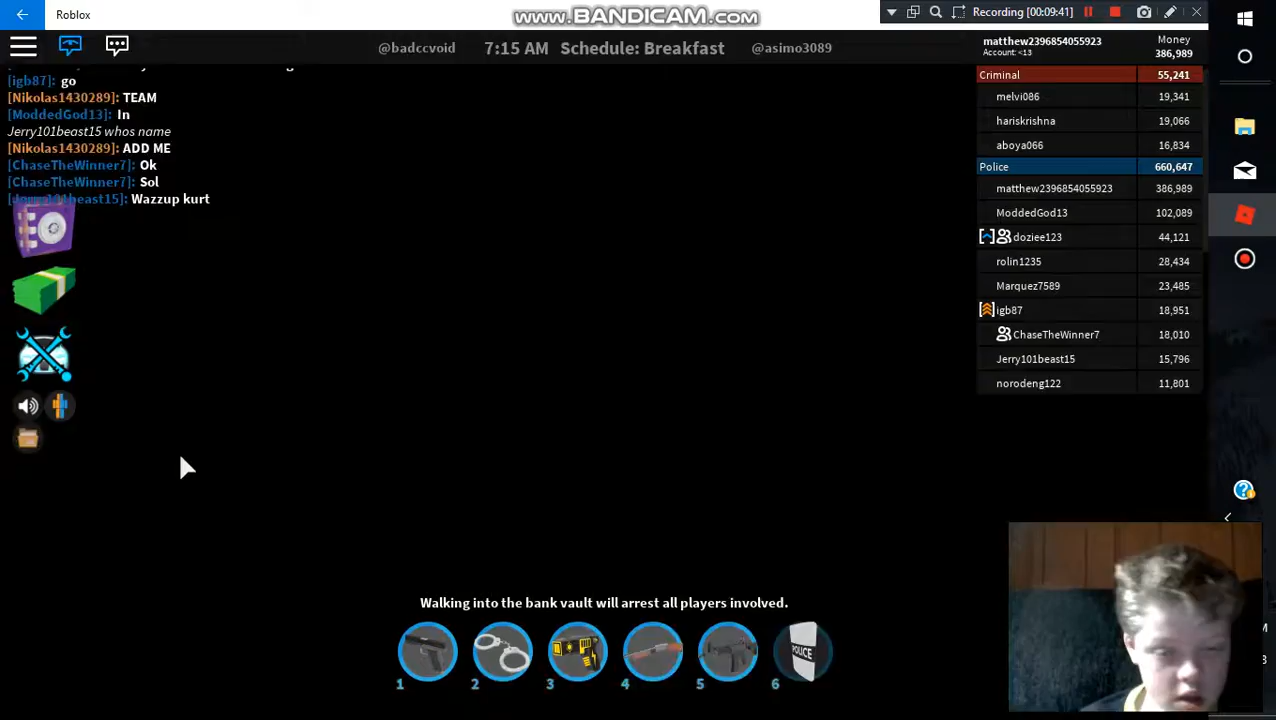 Roblox
www.BANDICAM.com
Recording [00:09:41]
@badccvoid 7:15 AM Schedule: Breakfast @asimo3089
matthew2396854055923
Account: <13
Money
386,989
[igb87]: go
[Nikolas1430289]: TEAM
[ModdedGod13]: In
Jerry101beast15 whos name
[Nikolas1430289]: ADD ME
[ChaseTheWinner7]: Ok
[ChaseTheWinner7]: Sol
[Jerry101beast15]: Wazzup kurt
Criminal 55,241
melvi086 19,341
hariskrishna 19,066
aboya066 16,834
Police 660,647
matthew2396854055923 386,989
ModdedGod13 102,089
doziee123 44,121
rolin1235 28,434
Marquez7589 23,485
igb87 18,951
ChaseTheWinner7 18,010
Jerry101beast15 15,796
norodeng122 11,801
Walking into the bank vault will arrest all players involved.
POLICE
1 2 3 4 5 6